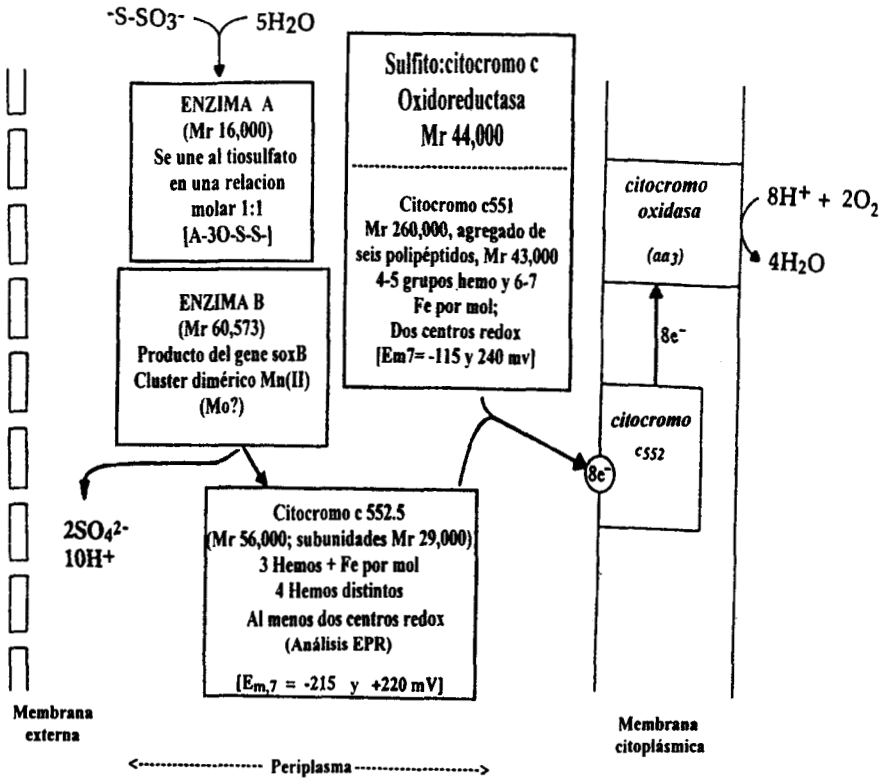 -S-SO3- 5H2O
ENZIMA A
(Mr 16,000)
Se une al tiosulfato
en una relacion
molar 1:1
[A-3O-S-S-]
ENZIMA B
(Mr 60,573)
Producto del gene soxB
Cluster dimérico Mn(II)
(Mo?)
2SO4²-
10H+
Citocromo c 552.5
(Mr 56,000; subunidades Mr 29,000)
3 Hemos + Fe por mol
4 Hemos distintos
Al menos dos centros redox
(Análisis EPR)
[Em,7 = -215 y +220 mV]
Sulfito:citocromo c
Oxidoreductasa
Mr 44,000
Citocromo c551
Mr 260,000, agregado de
seis polipéptidos, Mr 43,000
4-5 grupos hemo y 6-7
Fe por mol;
Dos centros redox
[Em7= -115 y 240 mv]
citocromo
oxidasa
(aa3)
8H+ + 2O2
4H2O
8e-
citocromo
c552
8e-
Membrana
externa
Periplasma
Membrana
citoplásmica